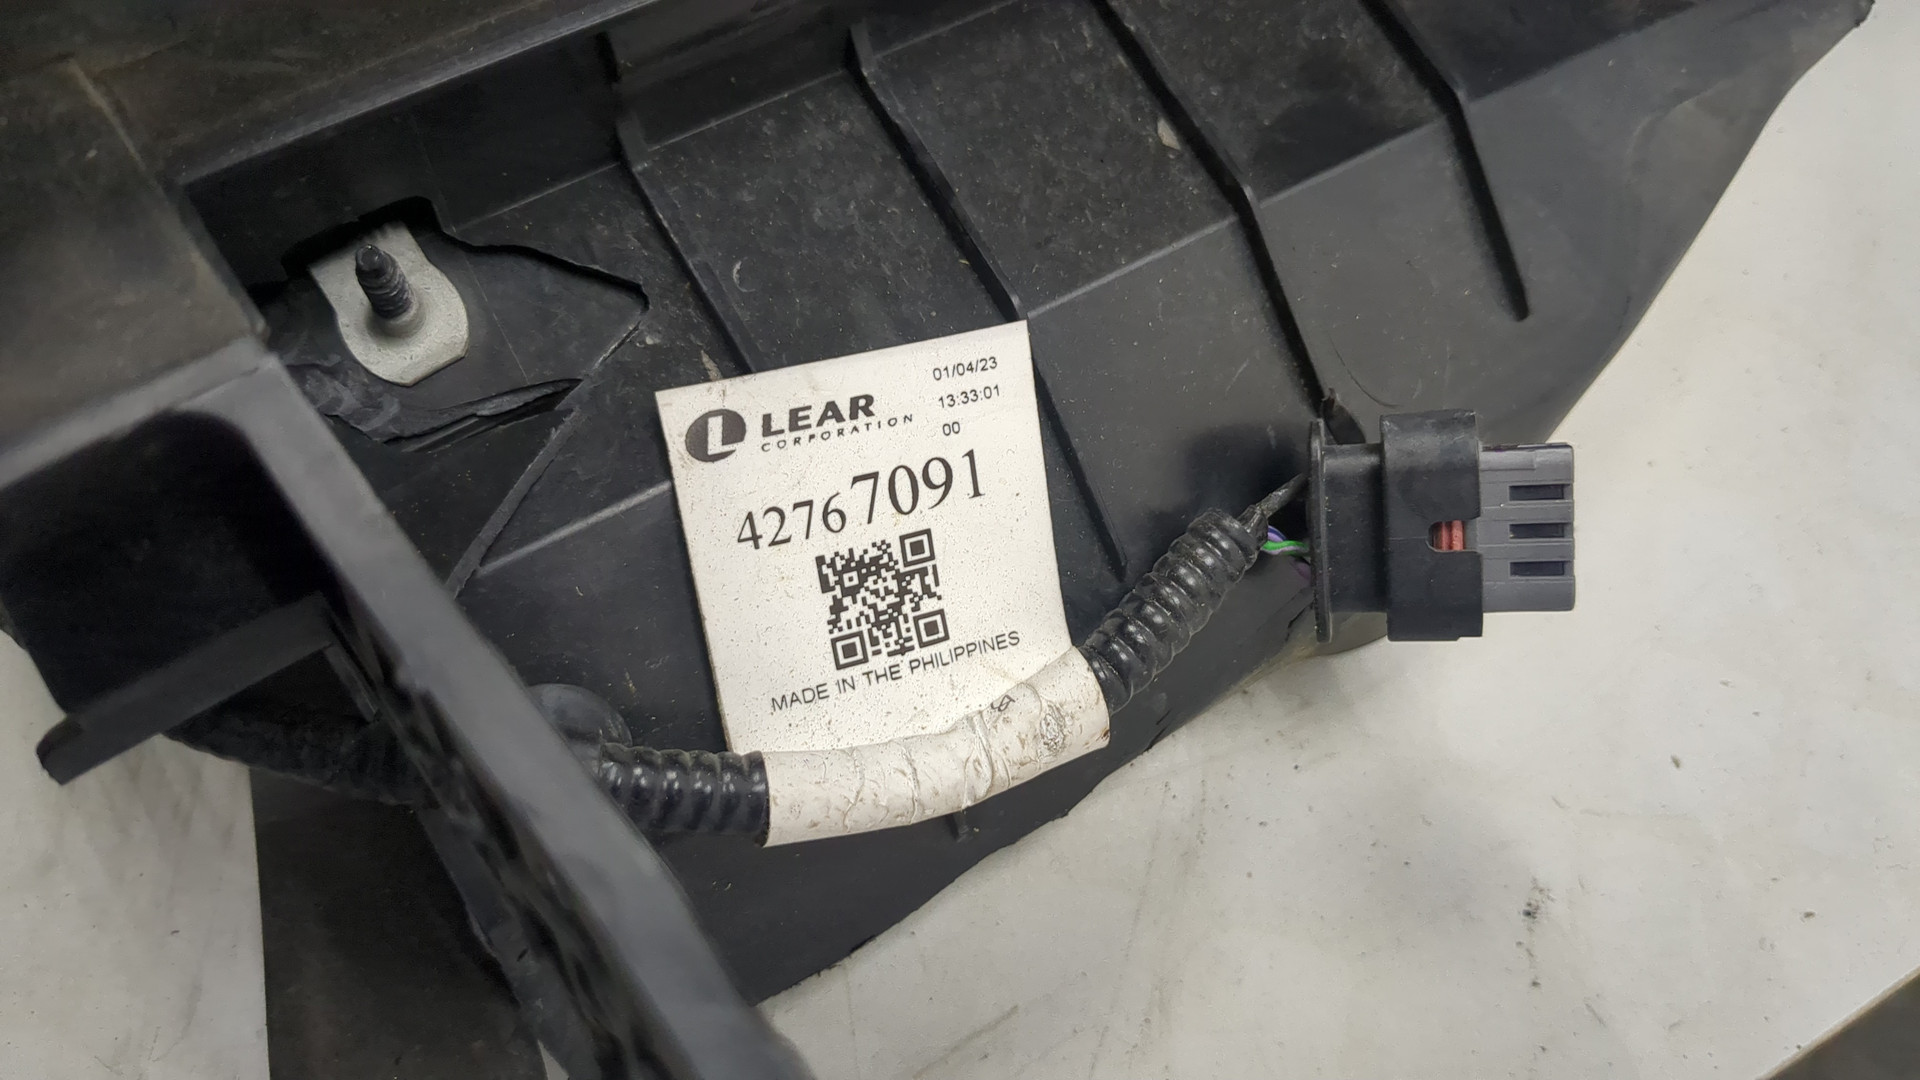 LEAR
CORPORATION
01/04/23
13:33:01
00
42767091
MADE IN THE PHILIPPINES